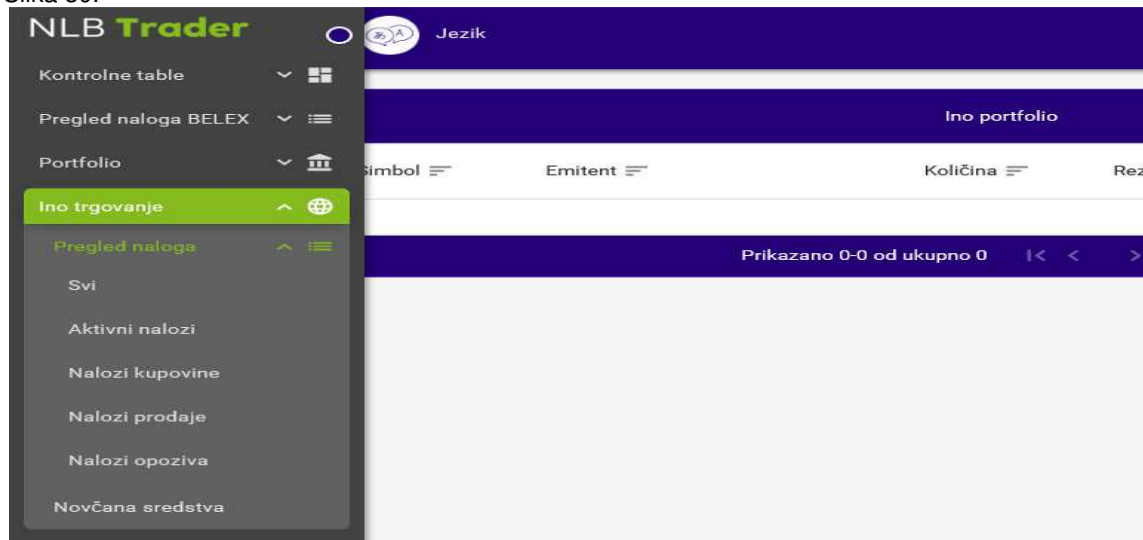 NLB Trader
Jezik
Kontrolne table
Pregled naloga BELEX
Portfolio
Ino trgovanje
Pregled naloga
Svi
Aktivni nalozi
Nalozi kupovine
Nalozi prodaje
Nalozi opoziva
Novčana sredstva
Ino portfolio
Simbol
Emitent
Količina
Rez
Prikazano 0-0 od ukupno 0